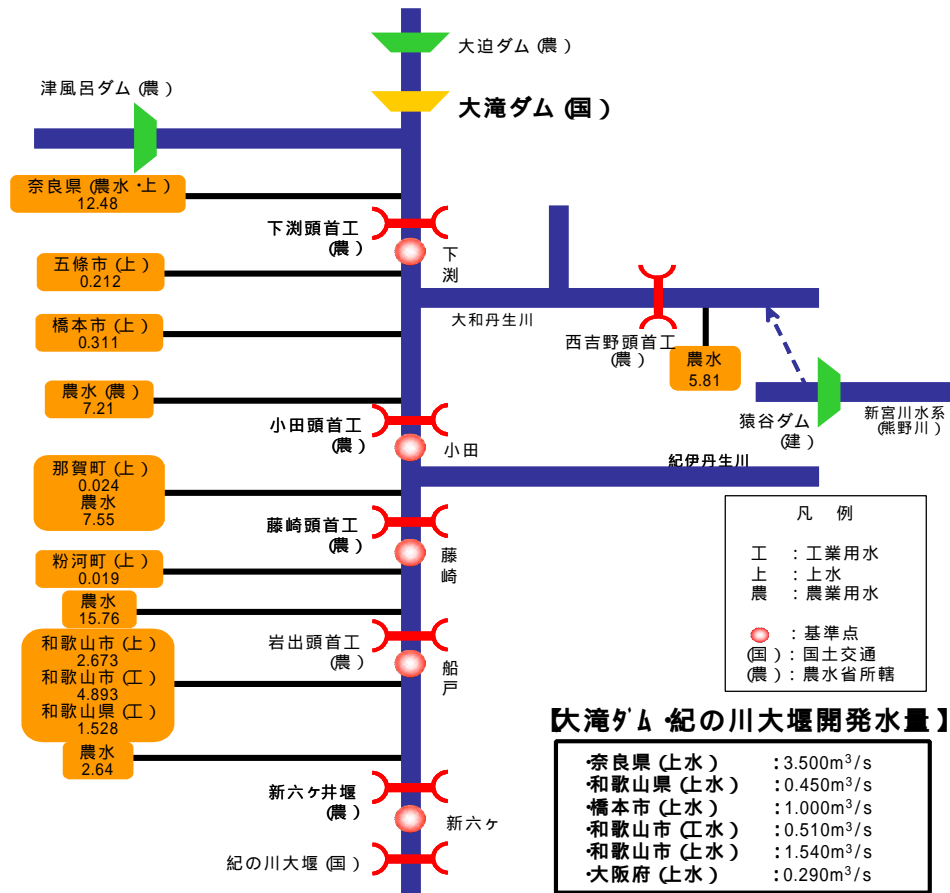 大迫ダム(農)
津風呂ダム(農)
大滝ダム(国)
奈良県(農水・上)
12.48
下渕頭首工
(農)
下
渕
五條市(上)
0.212
大和丹生川
橋本市(上)
0.311
西吉野頭首工
(農)
農水
5.81
農水(農)
7.21
猿谷ダム
(建)
新宮川水系
(熊野川)
小田頭首工
(農)
小田
紀伊丹生川
那賀町(上)
0.024
農水
7.55
藤崎頭首工
(農)
藤
崎
粉河町(上)
0.019
農水
15.76
岩出頭首工
(農)
船
戸
和歌山市(上)
2.673
和歌山市(工)
4.893
和歌山県(工)
1.528
農水
2.64
新六ヶ井堰
(農)
新六ヶ
紀の川大堰(国)
凡 例
工 :工業用水
上 :上水
農 :農業用水
:基準点
(国):国土交通
(農):農水省所轄
【大滝ダム・紀の川大堰開発水量】
・奈良県(上水) :3.500m³/s
・和歌山県(上水) :0.450m³/s
・橋本市(上水) :1.000m³/s
・和歌山市(工水) :0.510m³/s
・和歌山市(上水) :1.540m³/s
・大阪府(上水) :0.290m³/s